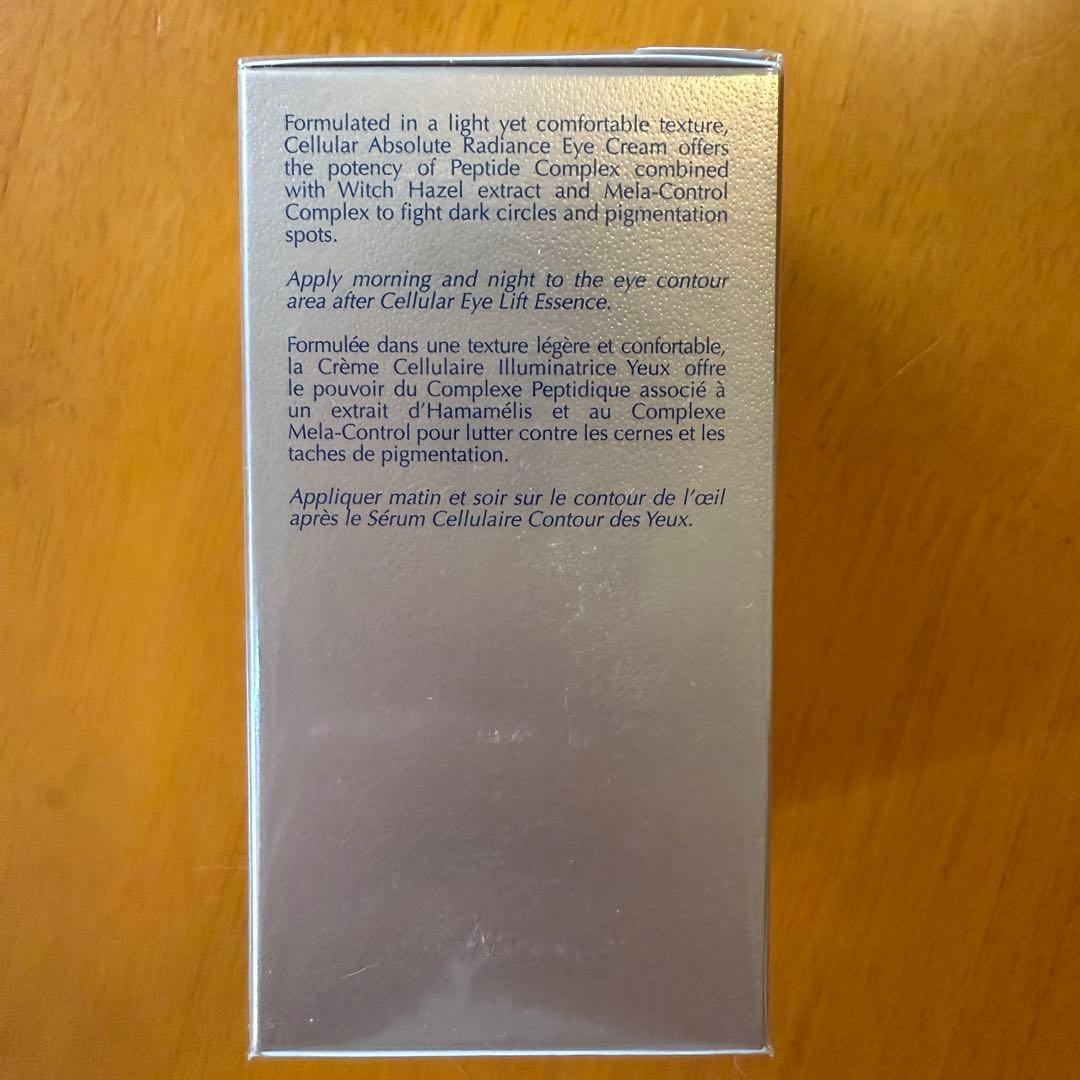 Formulated in a light yet comfortable texture,
Cellular Absolute Radiance Eye Cream offers
the potency of Peptide Complex combined
with Witch Hazel extract and Mela-Control
Complex to fight dark circles and pigmentation
spots.
Apply morning and night to the eye contour
area after Cellular Eye Lift Essence.
Formulée dans une texture légère et confortable,
la Crème Cellulaire Illuminatrice Yeux offre
le pouvoir du Complexe Peptidique associé à
un extrait d'Hamamélis et au Complexe
Mela-Control pour lutter contre les cernes et les
taches de pigmentation.
Appliquer matin et soir sur le contour de l'œil
après le Sérum Cellulaire Contour des Yeux.